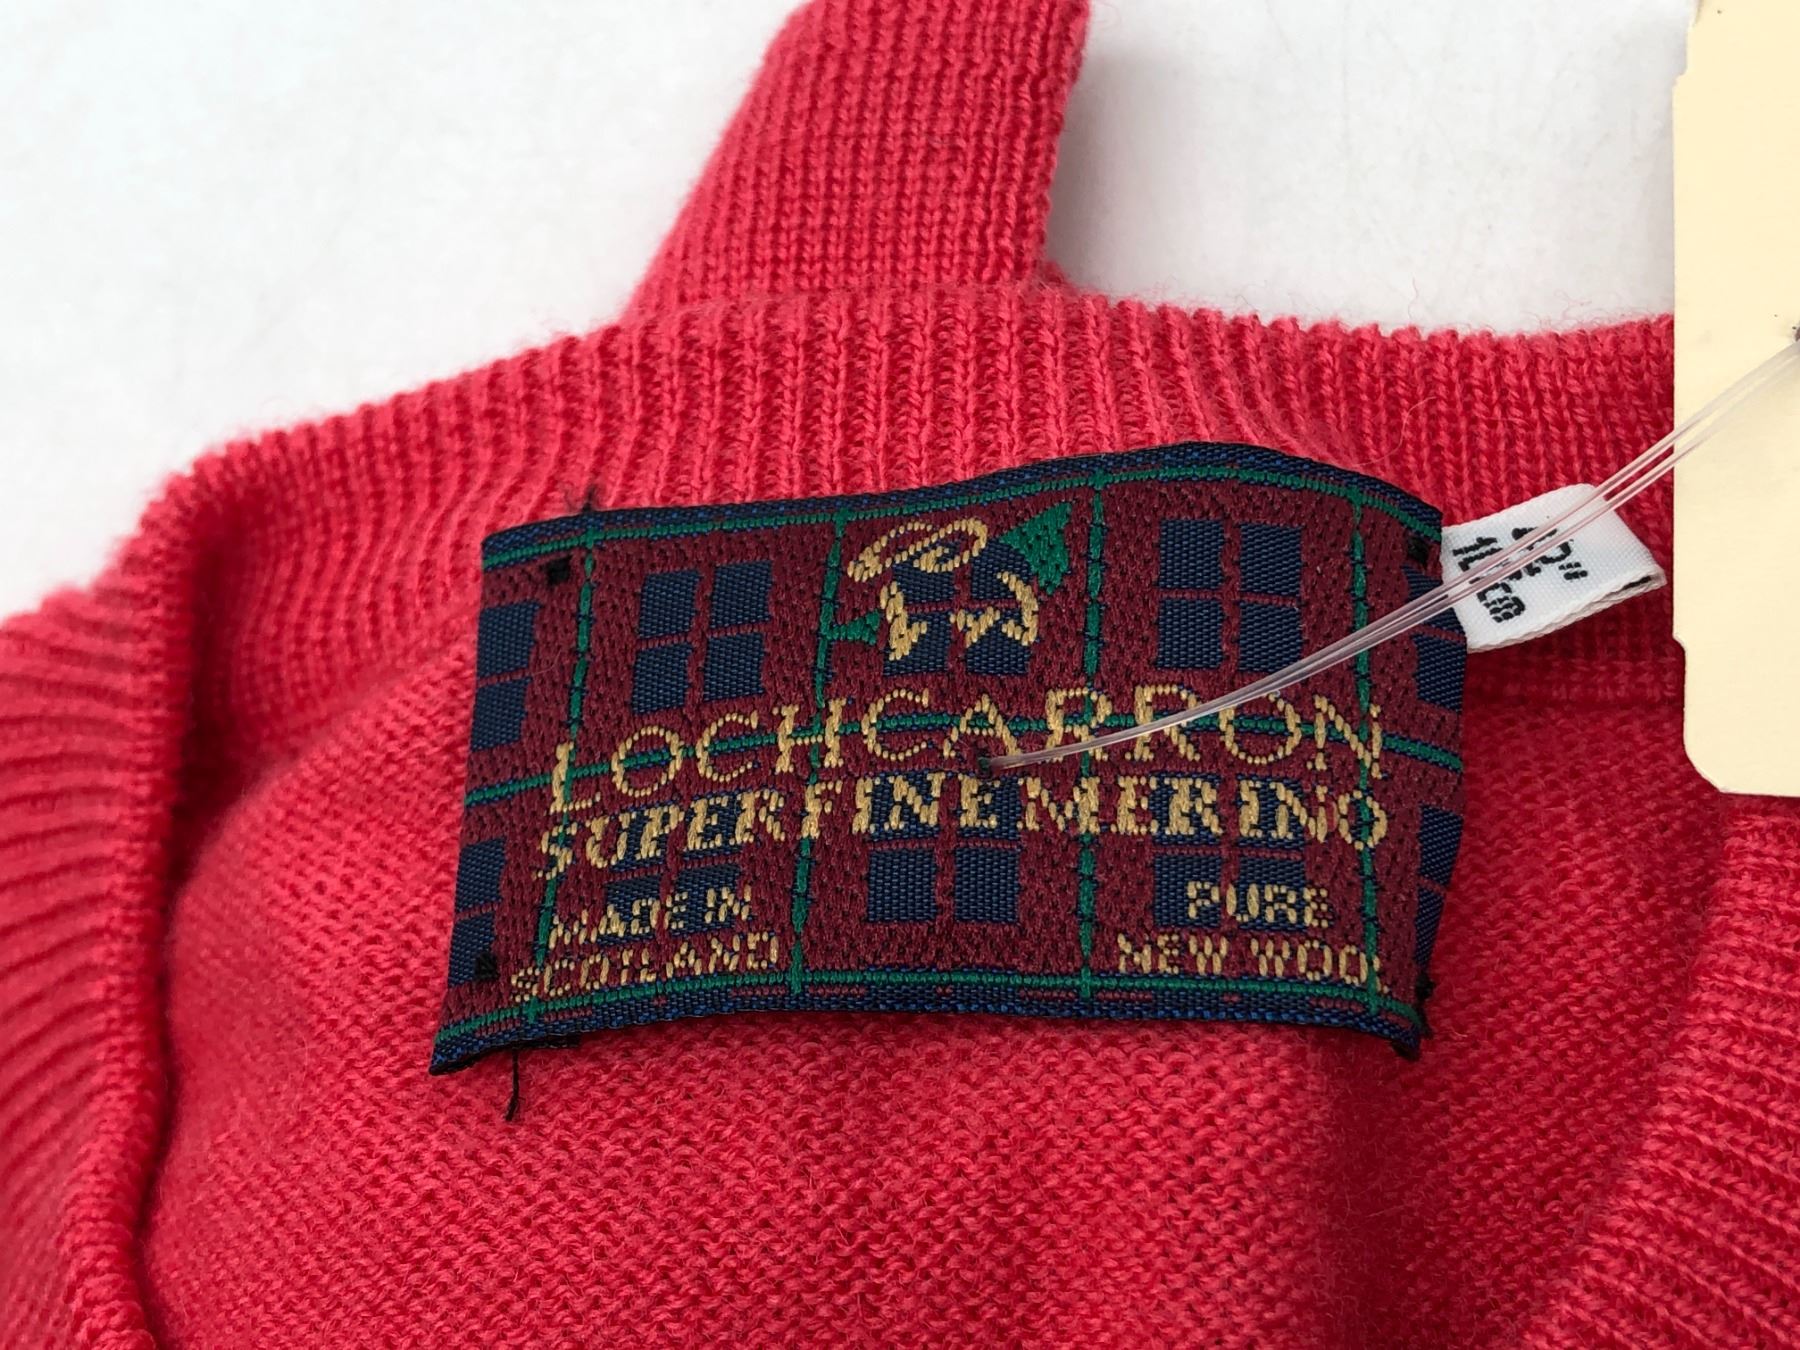 LOCHCARRON
SUPERFINE MERINO
MADE IN
SCOTLAND
PURE
NEW WOOL